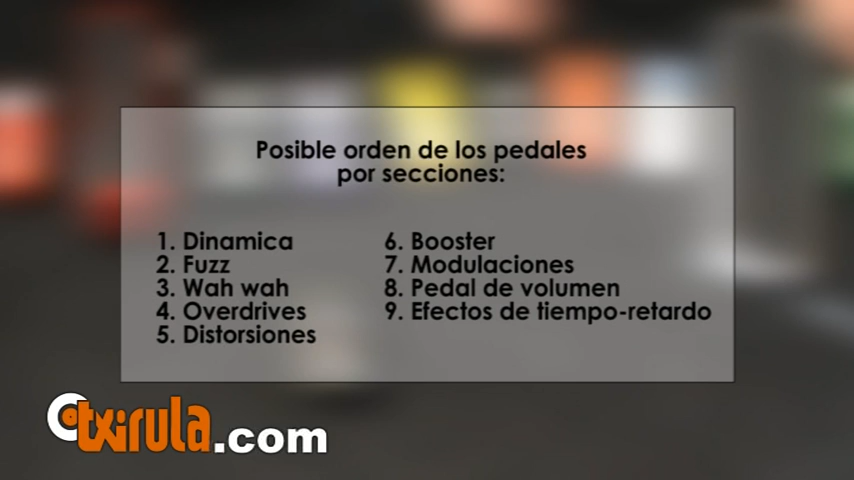 Posible orden de los pedales
por secciones:
1. Dinamica
2. Fuzz
3. Wah wah
4. Overdrives
5. Distorsiones
6. Booster
7. Modulaciones
8. Pedal de volumen
9. Efectos de tiempo-retardo
txirula.com